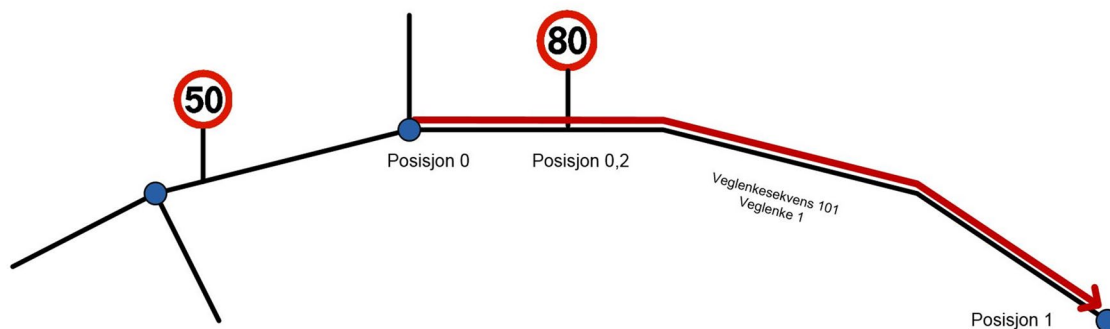 80
50
Posisjon 0
Posisjon 0,2
Veglenkesekvens 101
Veglenke 1
Posisjon 1